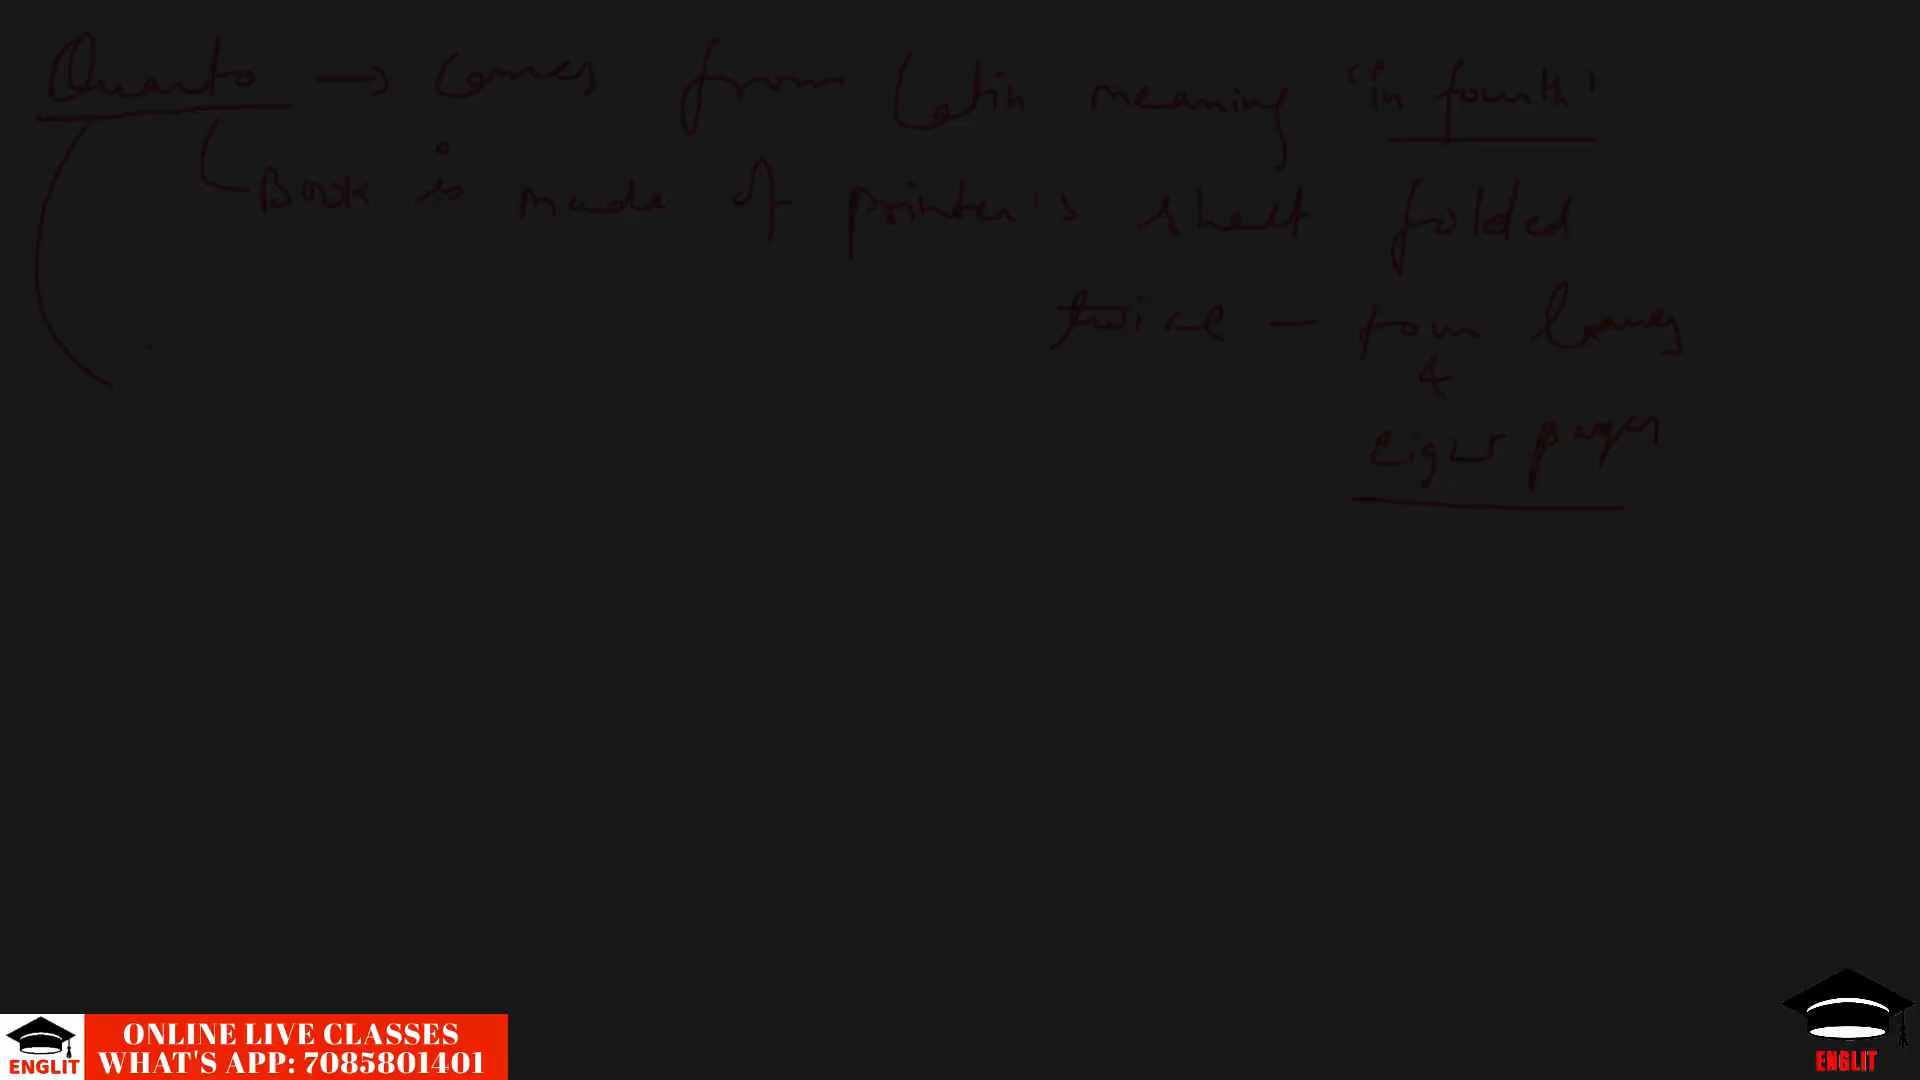 Quarto → comes from Latin meaning 'in fourth'
Book is made of printer's sheet folded
twice — four leaves
&
eight pages
ENGLIT
ONLINE LIVE CLASSES
WHAT'S APP: 7085801401
ENGLIT